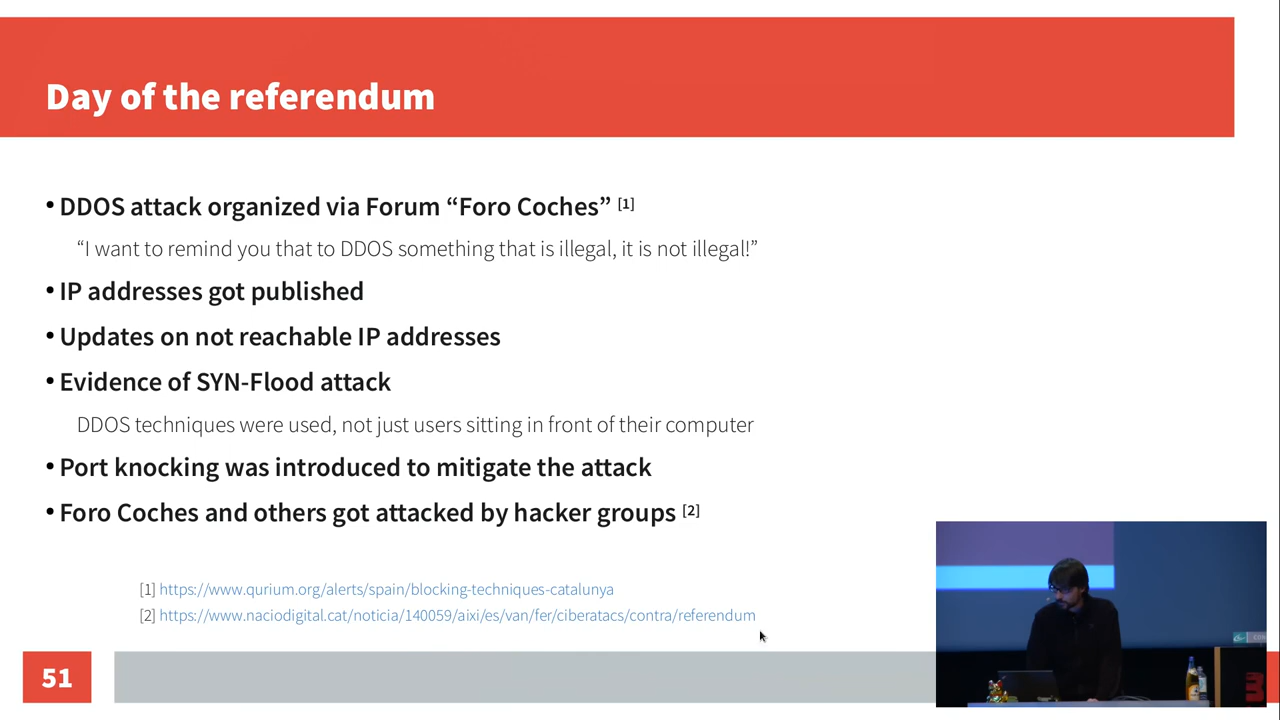 Day of the referendum
• DDOS attack organized via Forum “Foro Coches” [1]
“I want to remind you that to DDOS something that is illegal, it is not illegal!”
• IP addresses got published
• Updates on not reachable IP addresses
• Evidence of SYN-Flood attack
DDOS techniques were used, not just users sitting in front of their computer
• Port knocking was introduced to mitigate the attack
• Foro Coches and others got attacked by hacker groups [2]
[1] https://www.qurium.org/alerts/spain/blocking-techniques-catalunya
[2] https://www.naciodigital.cat/noticia/140059/aixi/es/van/fer/ciberatacs/contra/referendum
51